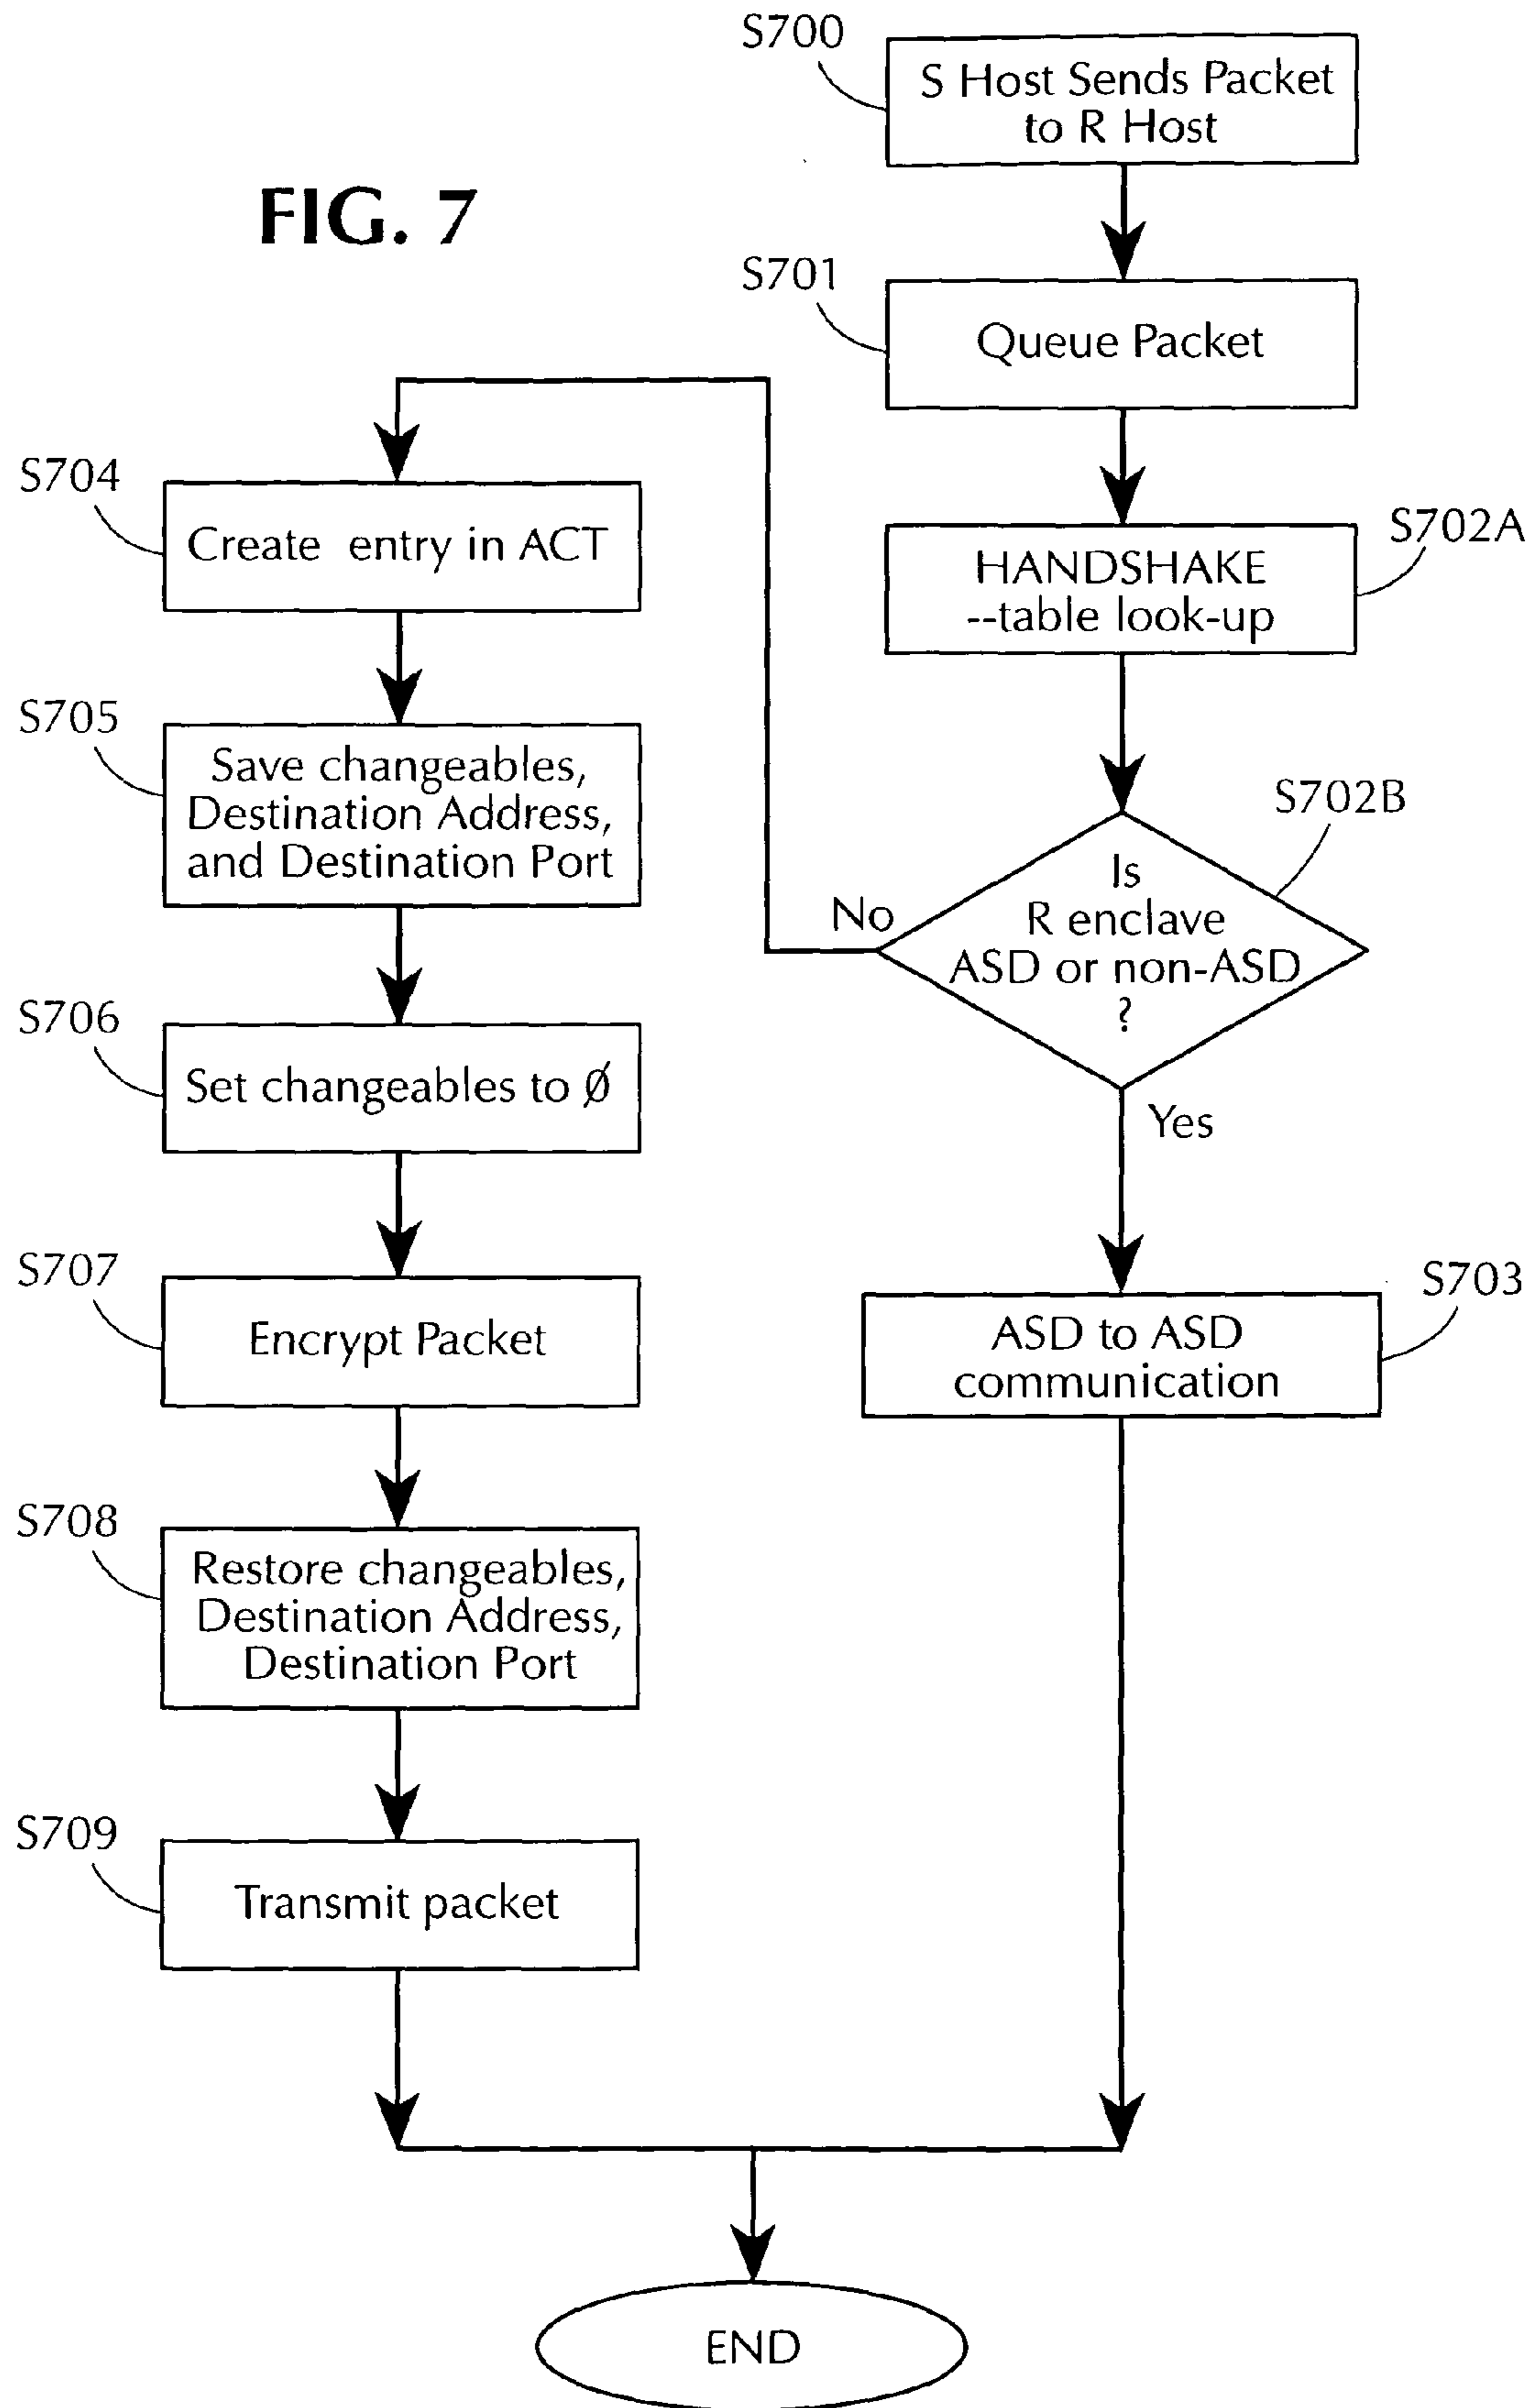 FIG. 7
S700
S Host Sends Packet
to R Host
S701
Queue Packet
S702A
HANDSHAKE
--table look-up
S702B
Is
R enclave
ASD or non-ASD
?
No
Yes
S703
ASD to ASD
communication
S704
Create entry in ACT
S705
Save changeables,
Destination Address,
and Destination Port
S706
Set changeables to Ø
S707
Encrypt Packet
S708
Restore changeables,
Destination Address,
Destination Port
S709
Transmit packet
END